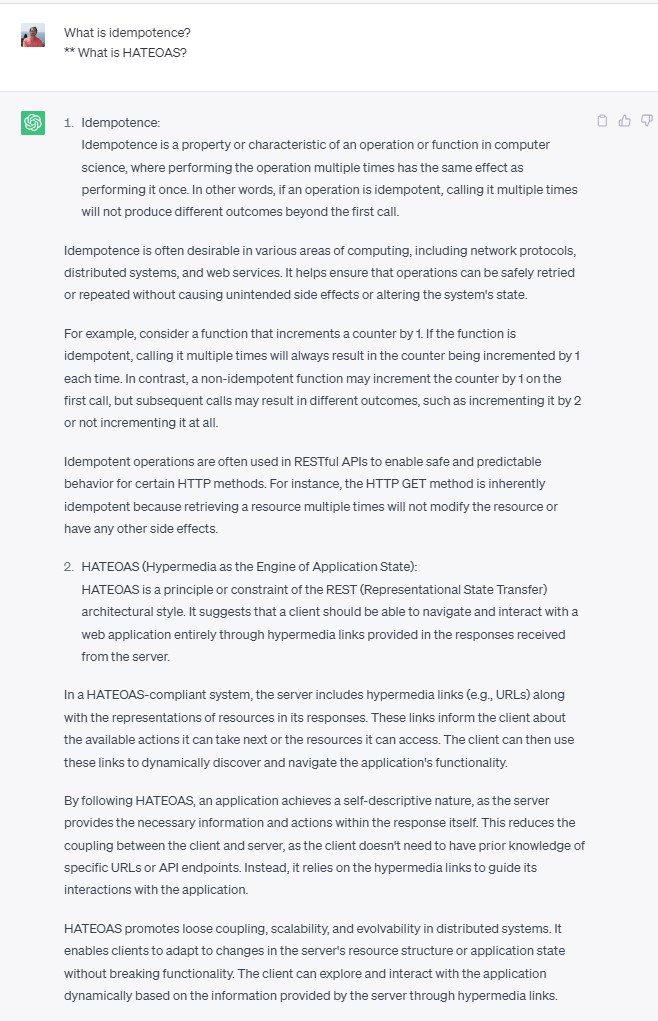 What is idempotence?
** What is HATEOAS?
1. Idempotence:
Idempotence is a property or characteristic of an operation or function in computer
science, where performing the operation multiple times has the same effect as
performing it once. In other words, if an operation is idempotent, calling it multiple times
will not produce different outcomes beyond the first call.
Idempotence is often desirable in various areas of computing, including network protocols,
distributed systems, and web services. It helps ensure that operations can be safely retried
or repeated without causing unintended side effects or altering the system's state.
For example, consider a function that increments a counter by 1. If the function is
idempotent, calling it multiple times will always result in the counter being incremented by 1
each time. In contrast, a non-idempotent function may increment the counter by 1 on the
first call, but subsequent calls may result in different outcomes, such as incrementing it by 2
or not incrementing it at all.
Idempotent operations are often used in RESTful APIs to enable safe and predictable
behavior for certain HTTP methods. For instance, the HTTP GET method is inherently
idempotent because retrieving a resource multiple times will not modify the resource or
have any other side effects.
2. HATEOAS (Hypermedia as the Engine of Application State):
HATEOAS is a principle or constraint of the REST (Representational State Transfer)
architectural style. It suggests that a client should be able to navigate and interact with a
web application entirely through hypermedia links provided in the responses received
from the server.
In a HATEOAS-compliant system, the server includes hypermedia links (e.g., URLs) along
with the representations of resources in its responses. These links inform the client about
the available actions it can take next or the resources it can access. The client can then use
these links to dynamically discover and navigate the application's functionality.
By following HATEOAS, an application achieves a self-descriptive nature, as the server
provides the necessary information and actions within the response itself. This reduces the
coupling between the client and server, as the client doesn't need to have prior knowledge of
specific URLs or API endpoints. Instead, it relies on the hypermedia links to guide its
interactions with the application.
HATEOAS promotes loose coupling, scalability, and evolvability in distributed systems. It
enables clients to adapt to changes in the server's resource structure or application state
without breaking functionality. The client can explore and interact with the application
dynamically based on the information provided by the server through hypermedia links.